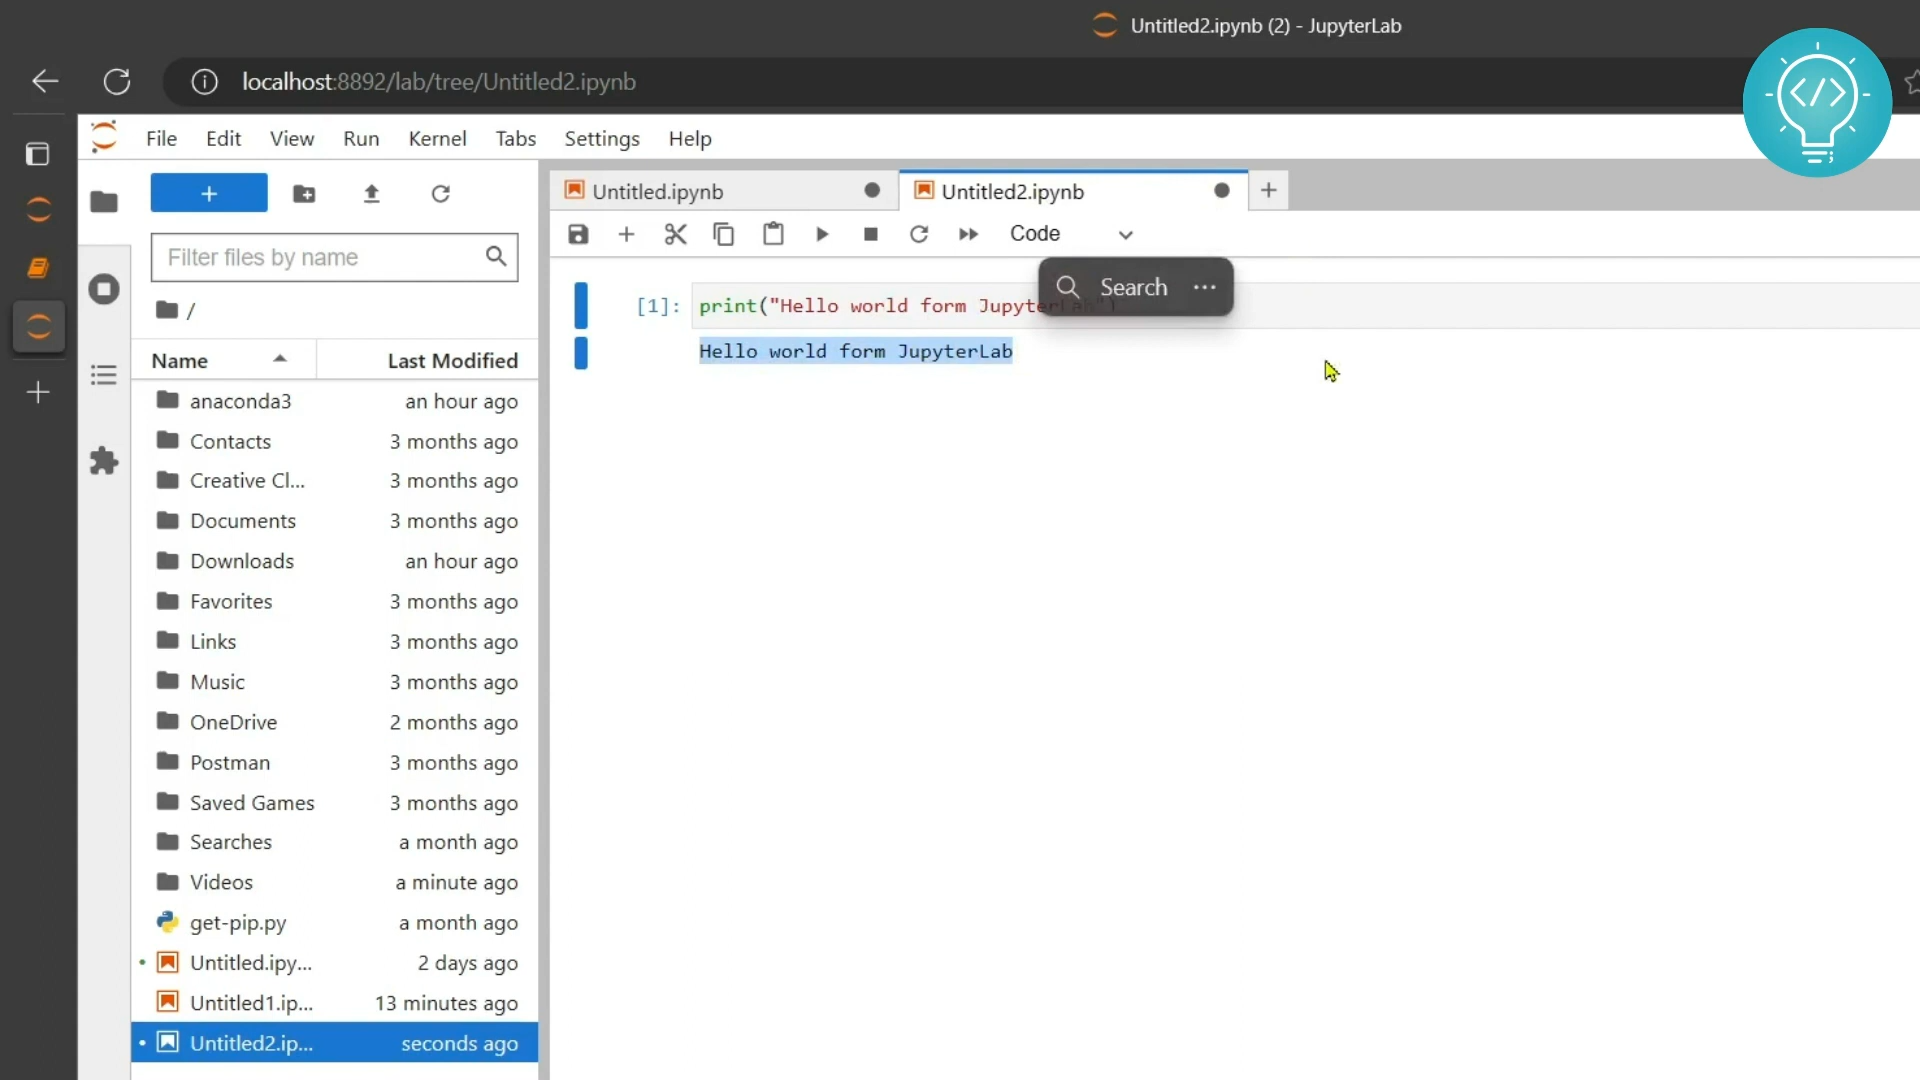 Untitled2.ipynb (2) - JupyterLab
localhost:8892/lab/tree/Untitled2.ipynb
</>
File Edit View Run Kernel Tabs Settings Help
Untitled.ipynb
Untitled2.ipynb
Code
Filter files by name
/
Search ...
[1]: print("Hello world form JupyterLab")
Hello world form JupyterLab
Name Last Modified
anaconda3 an hour ago
Contacts 3 months ago
Creative Cl... 3 months ago
Documents 3 months ago
Downloads an hour ago
Favorites 3 months ago
Links 3 months ago
Music 3 months ago
OneDrive 2 months ago
Postman 3 months ago
Saved Games 3 months ago
Searches a month ago
Videos a minute ago
get-pip.py a month ago
Untitled.ipy... 2 days ago
Untitled1.ip... 13 minutes ago
Untitled2.ip... seconds ago